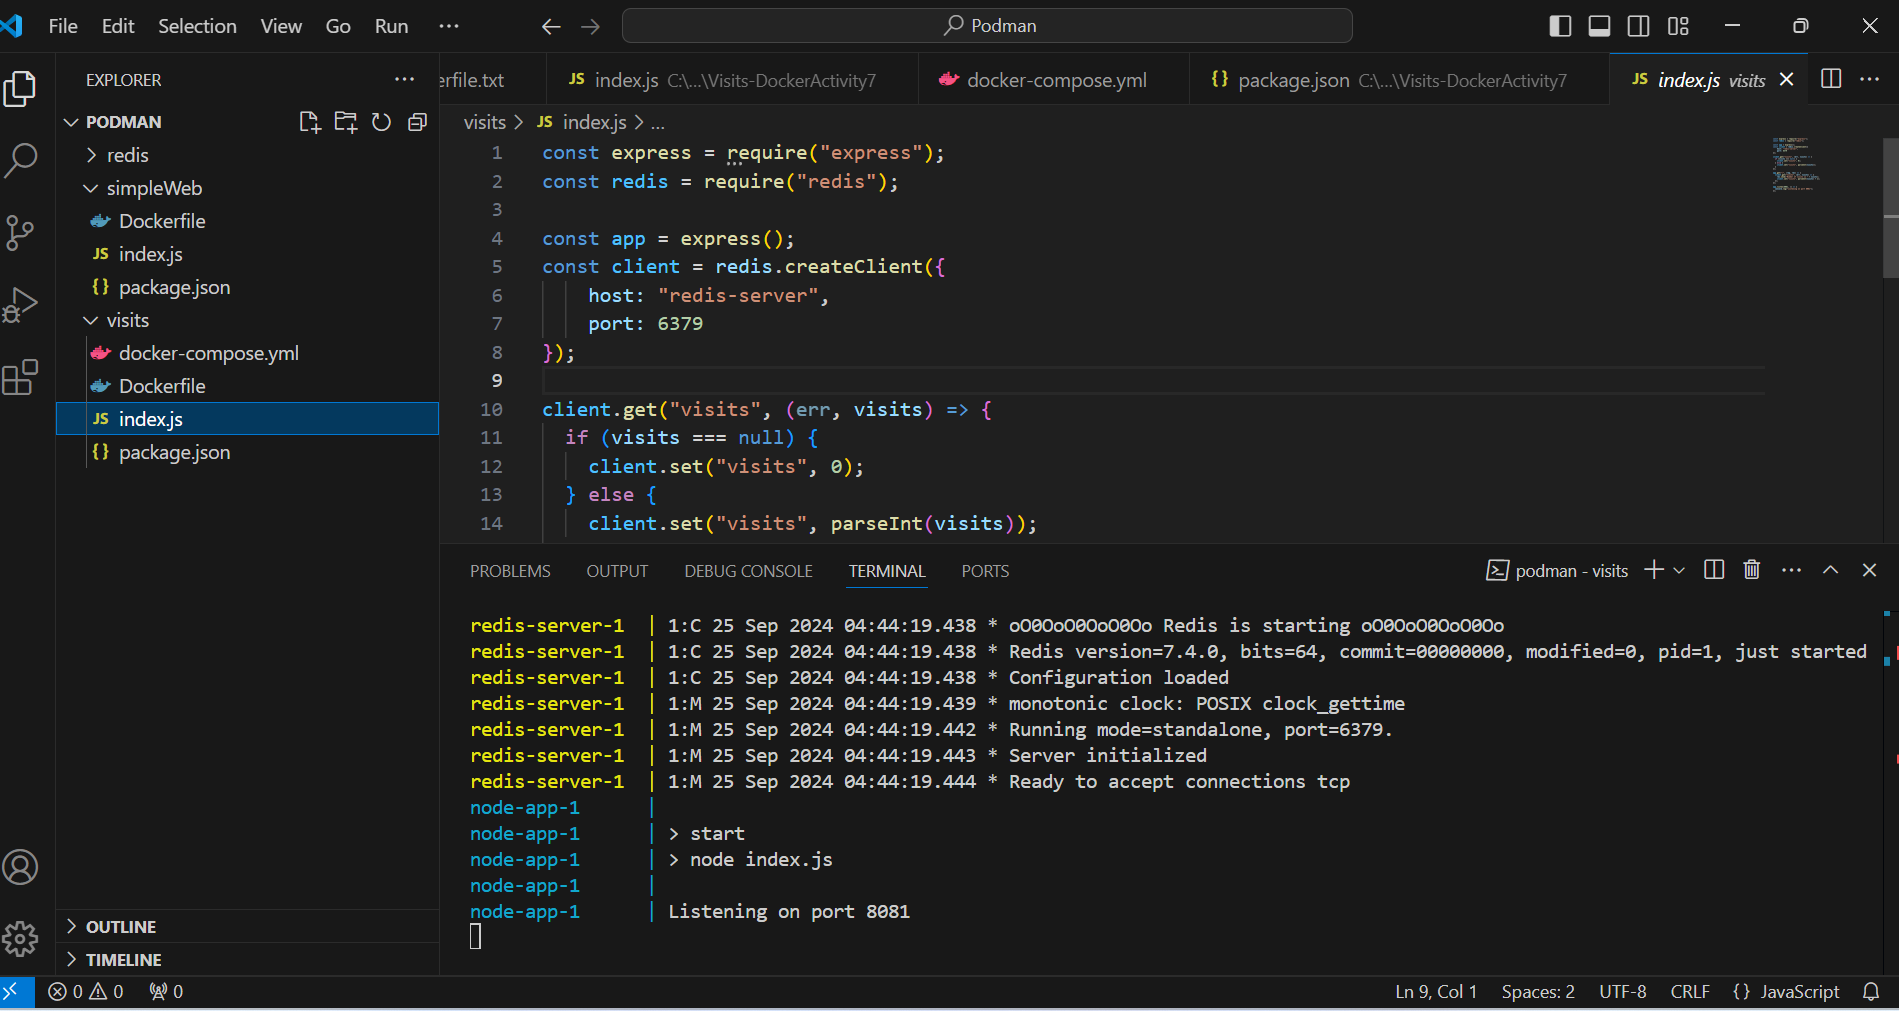 File Edit Selection View Go Run ··· Podman
EXPLORER ···
erfile.txt
index.js C:\...\Visits-DockerActivity7
docker-compose.yml
package.json C:\...\Visits-DockerActivity7
index.js visits
PODMAN
redis
simpleWeb
Dockerfile
JS index.js
{} package.json
visits
docker-compose.yml
Dockerfile
JS index.js
{} package.json
OUTLINE
TIMELINE
visits > JS index.js > ...
1 const express = require("express");
2 const redis = require("redis");
3
4 const app = express();
5 const client = redis.createClient({
6 host: "redis-server",
7 port: 6379
8 });
9
10 client.get("visits", (err, visits) => {
11 if (visits === null) {
12 client.set("visits", 0);
13 } else {
14 client.set("visits", parseInt(visits));
PROBLEMS OUTPUT DEBUG CONSOLE TERMINAL PORTS podman - visits
redis-server-1 | 1:C 25 Sep 2024 04:44:19.438 * oO0OoO0OoO0Oo Redis is starting oO0OoO0OoO0Oo
redis-server-1 | 1:C 25 Sep 2024 04:44:19.438 * Redis version=7.4.0, bits=64, commit=00000000, modified=0, pid=1, just started
redis-server-1 | 1:C 25 Sep 2024 04:44:19.438 * Configuration loaded
redis-server-1 | 1:M 25 Sep 2024 04:44:19.439 * monotonic clock: POSIX clock_gettime
redis-server-1 | 1:M 25 Sep 2024 04:44:19.442 * Running mode=standalone, port=6379.
redis-server-1 | 1:M 25 Sep 2024 04:44:19.443 * Server initialized
redis-server-1 | 1:M 25 Sep 2024 04:44:19.444 * Ready to accept connections tcp
node-app-1 |
node-app-1 | > start
node-app-1 | > node index.js
node-app-1 |
node-app-1 | Listening on port 8081
0 0 0 Ln 9, Col 1 Spaces: 2 UTF-8 CRLF {} JavaScript